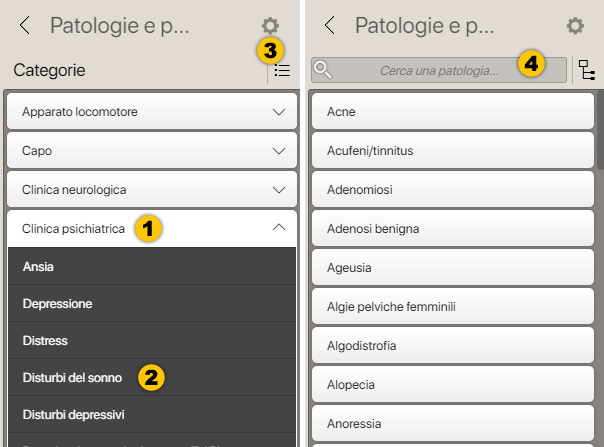 Patologie e p...
3
Categorie
Apparato locomotore
Capo
Clinica neurologica
Clinica psichiatrica 1
Ansia
Depressione
Distress
Disturbi del sonno 2
Disturbi depressivi
Patologie e p...
Cerca una patologia... 4
Acne
Acufeni/tinnitus
Adenomiosi
Adenosi benigna
Ageusia
Algie pelviche femminili
Algodistrofia
Alopecia
Anoressia